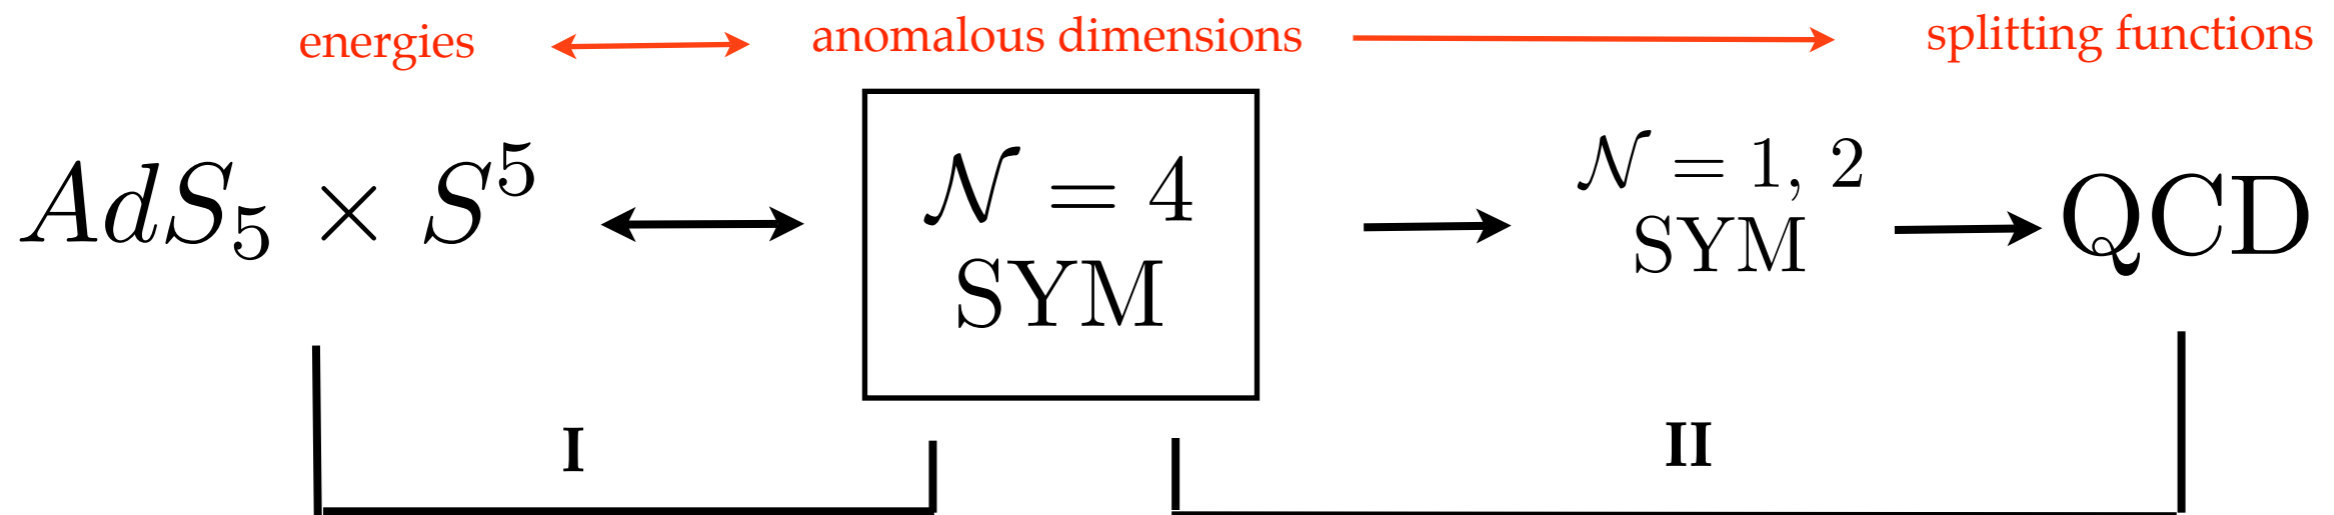 energies anomalous dimensions splitting functions
AdS₅ × S⁵
𝒩 = 4
SYM
𝒩 = 1, 2
SYM
QCD
I
II